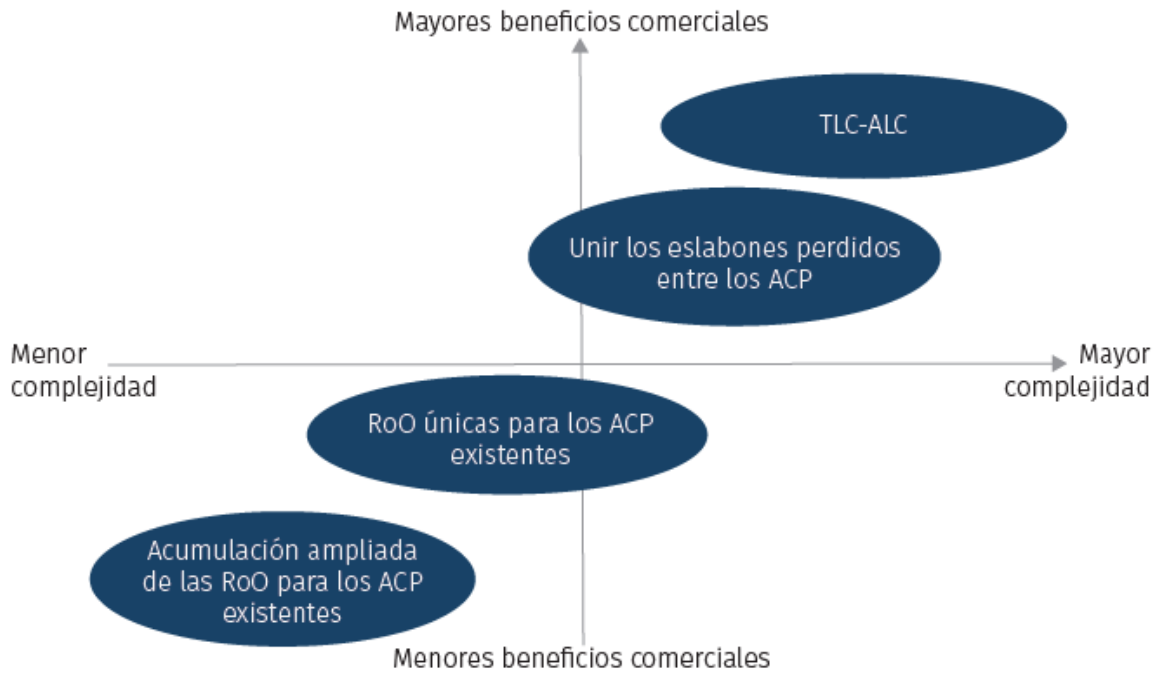 Mayores beneficios comerciales
TLC-ALC
Unir los eslabones perdidos
entre los ACP
Menor
complejidad
Mayor
complejidad
RoO únicas para los ACP
existentes
Acumulación ampliada
de las RoO para los ACP
existentes
Menores beneficios comerciales